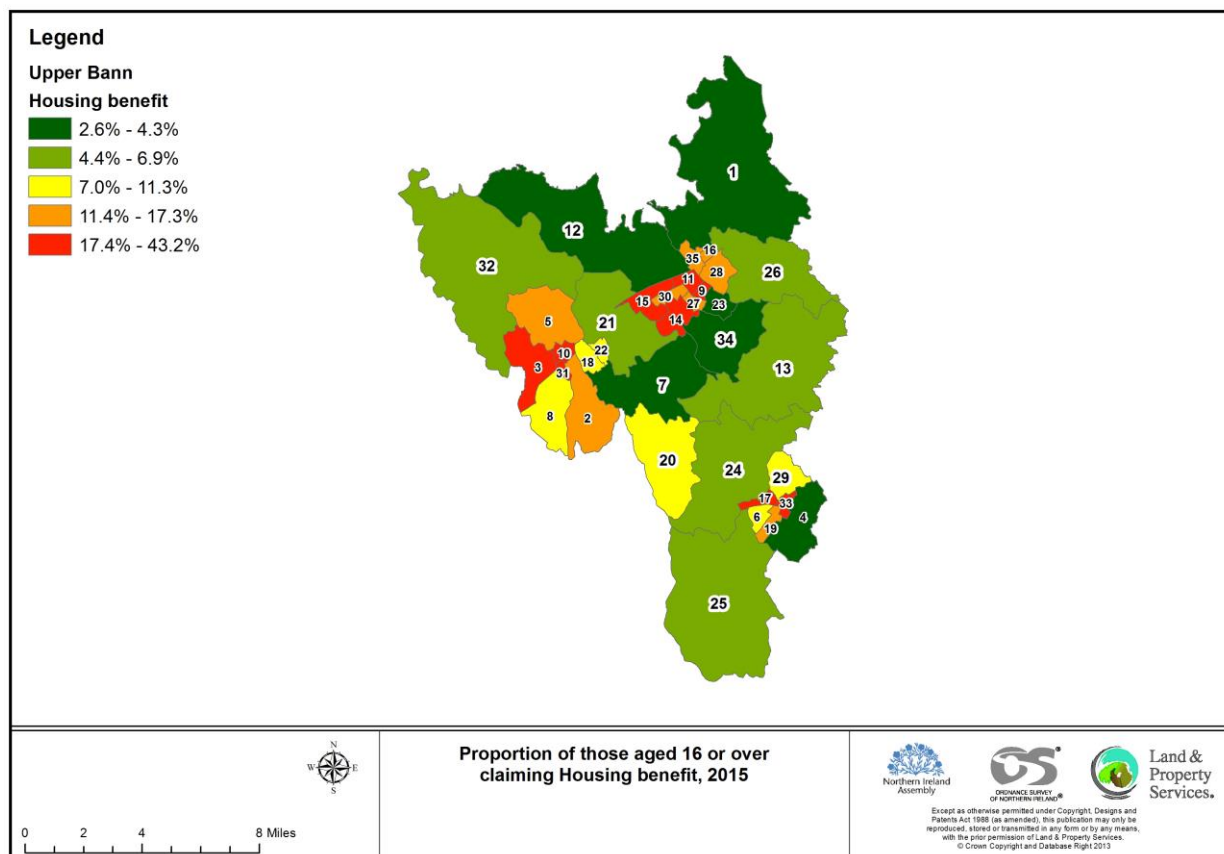 Legend
Upper Bann
Housing benefit
2.6% - 4.3%
4.4% - 6.9%
7.0% - 11.3%
11.4% - 17.3%
17.4% - 43.2%
1
12
16
35
32
26
28
11
9
30
15
27
23
5
21
14
34
22
10
18
13
3
31
7
8
2
20
24
29
17
33
6
4
19
25
N
W E
S
0 2 4 8 Miles
Proportion of those aged 16 or over
claiming Housing benefit, 2015
Northern Ireland
Assembly
OS®
ORDNANCE SURVEY
OF NORTHERN IRELAND®
Land &
Property
Services.
Except as otherwise permitted under Copyright, Designs and
Patents Act 1988 (as amended), this publication may only be
reproduced, stored or transmitted in any form or by any means,
with the prior permission of Land & Property Services.
© Crown Copyright and Database Right 2013